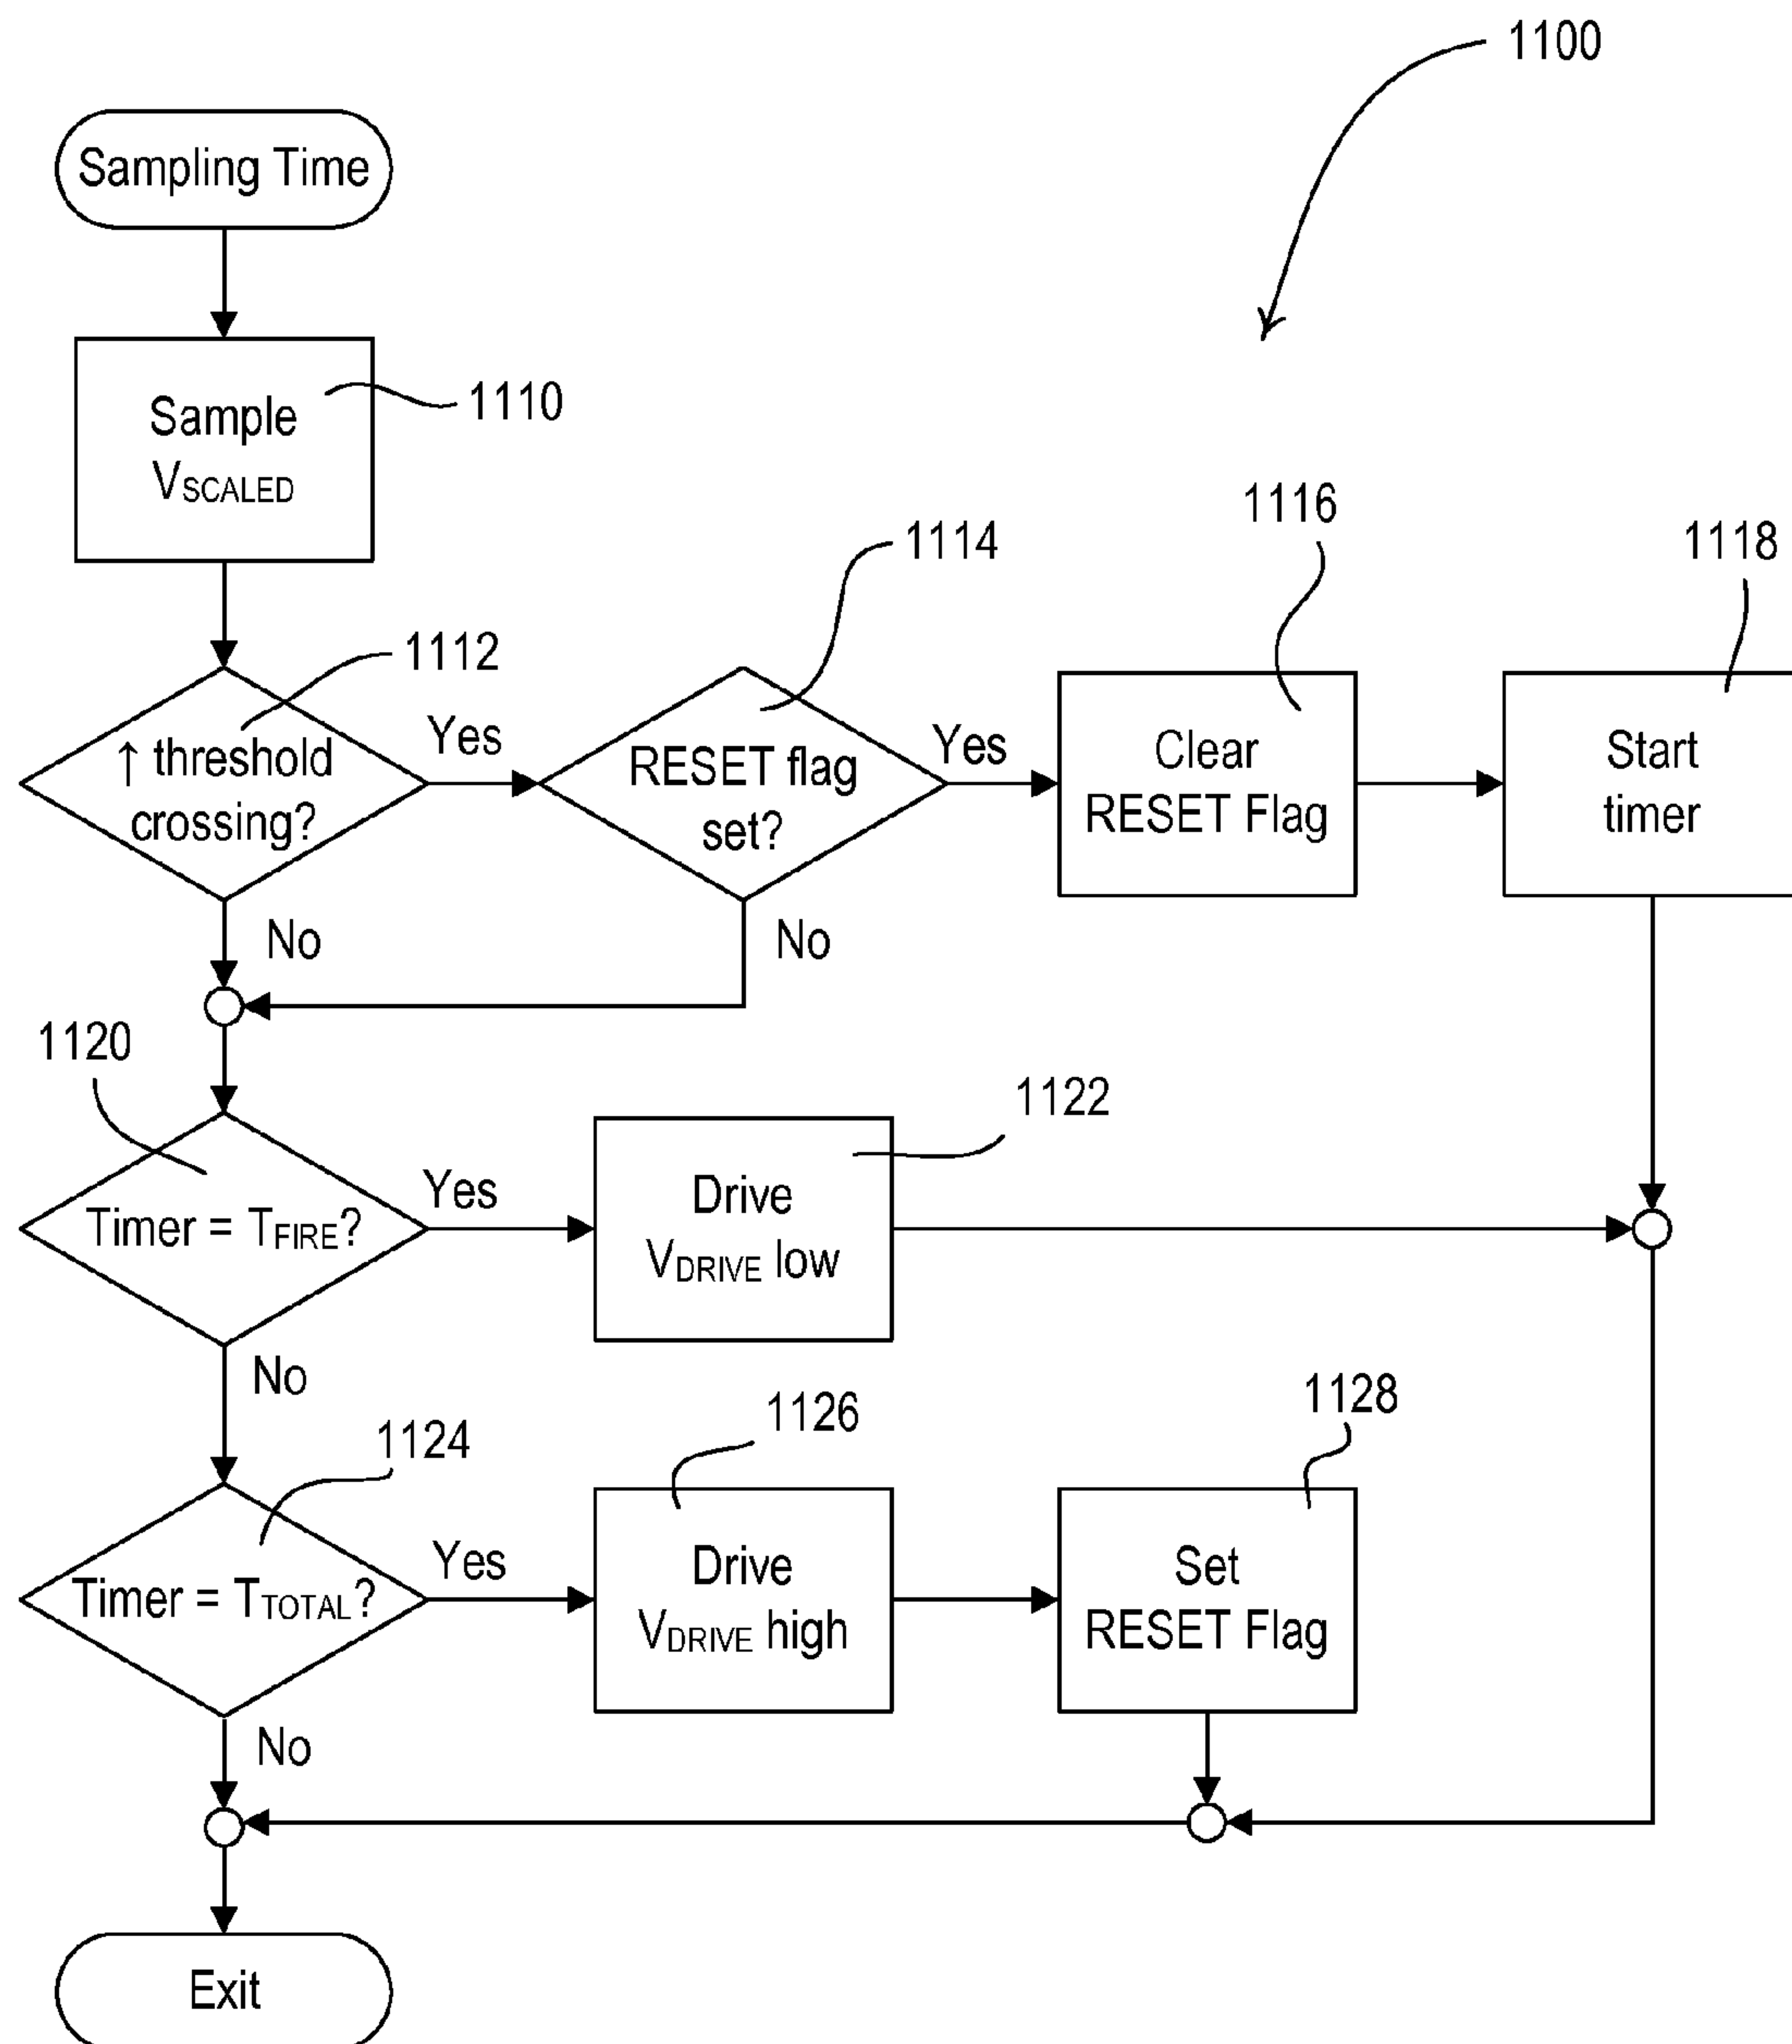 1100
Sampling Time
Sample
VSCALED
1110
1112
↑ threshold
crossing?
Yes
No
1114
RESET flag
set?
Yes
No
1116
Clear
RESET Flag
1118
Start
timer
1120
Timer = TFIRE?
Yes
No
1122
Drive
VDRIVE low
1124
Timer = TTOTAL?
Yes
No
1126
Drive
VDRIVE high
1128
Set
RESET Flag
Exit